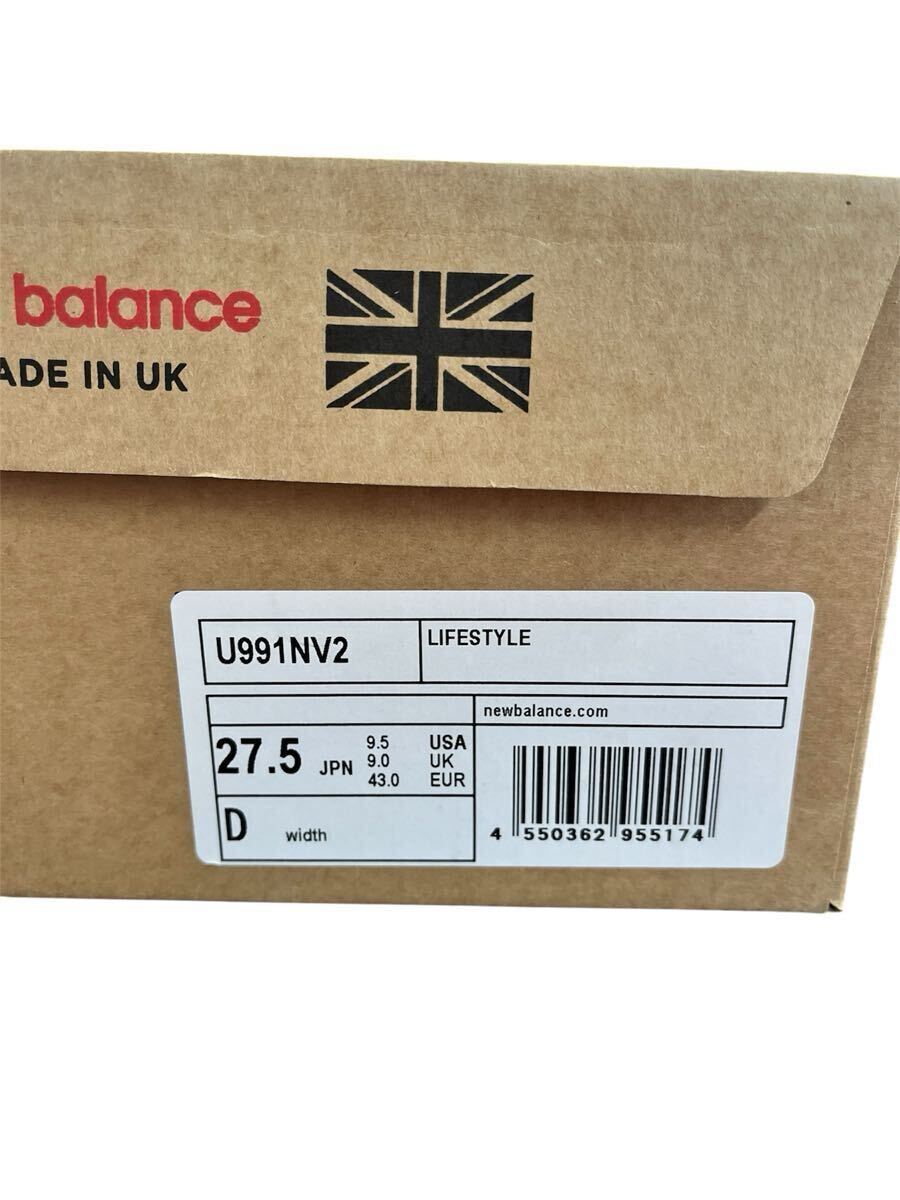 balance
ADE IN UK
U991NV2
LIFESTYLE
newbalance.com
27.5 JPN
9.5 USA
9.0 UK
43.0 EUR
D width
4 550362 955174